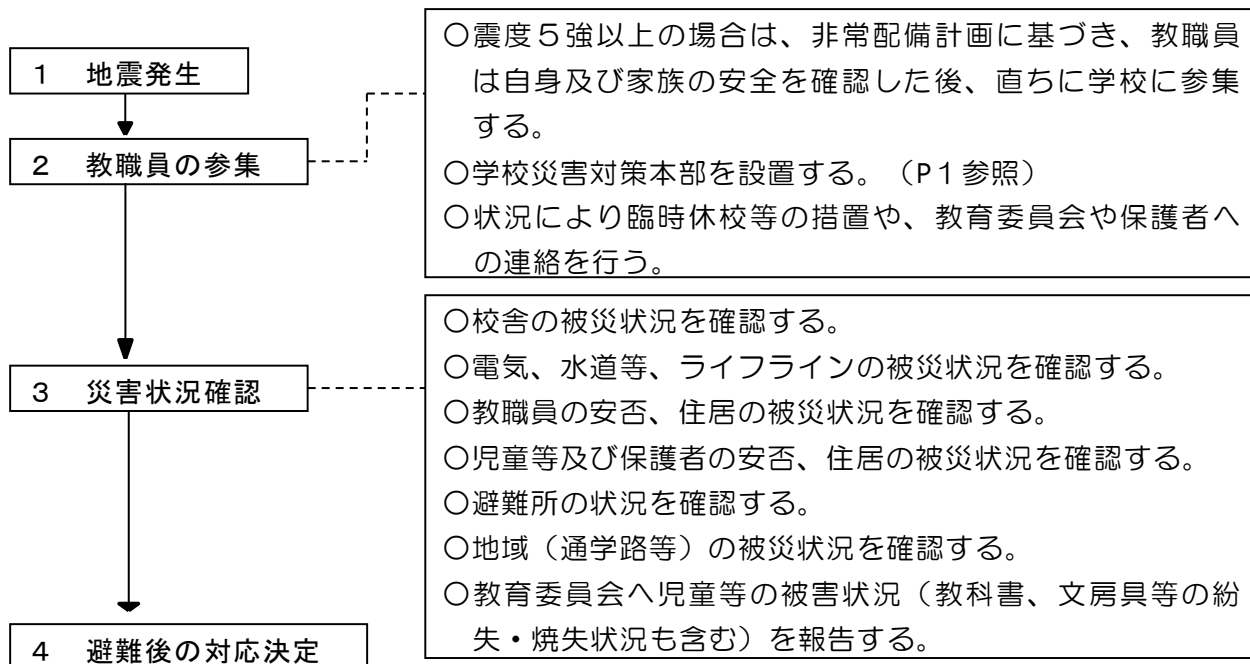 1 地震発生
2 教職員の参集
〇震度５強以上の場合は、非常配備計画に基づき、教職員
は自身及び家族の安全を確認した後、直ちに学校に参集
する。
〇学校災害対策本部を設置する。（P１参照）
〇状況により臨時休校等の措置や、教育委員会や保護者へ
の連絡を行う。
3 災害状況確認
〇校舎の被災状況を確認する。
〇電気、水道等、ライフラインの被災状況を確認する。
〇教職員の安否、住居の被災状況を確認する。
〇児童等及び保護者の安否、住居の被災状況を確認する。
〇避難所の状況を確認する。
〇地域（通学路等）の被災状況を確認する。
〇教育委員会へ児童等の被害状況（教科書、文房具等の紛
失・焼失状況も含む）を報告する。
4 避難後の対応決定